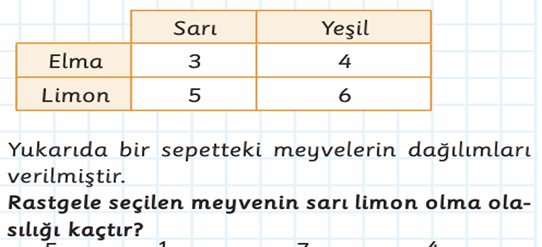 Sarı Yeşil
Elma 3 4
Limon 5 6
Yukarıda bir sepetteki meyvelerin dağılımları
verilmiştir.
Rastgele seçilen meyvenin sarı limon olma ola-
sılığı kaçtır?